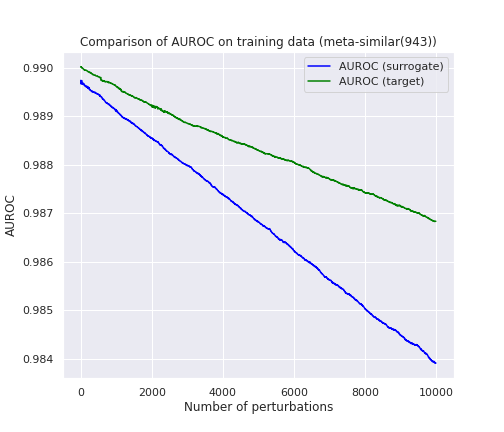 Comparison of AUROC on training data (meta-similar(943))
AUROC (surrogate)
AUROC (target)
0.990
0.989
0.988
0.987
0.986
0.985
0.984
AUROC
0 2000 4000 6000 8000 10000
Number of perturbations